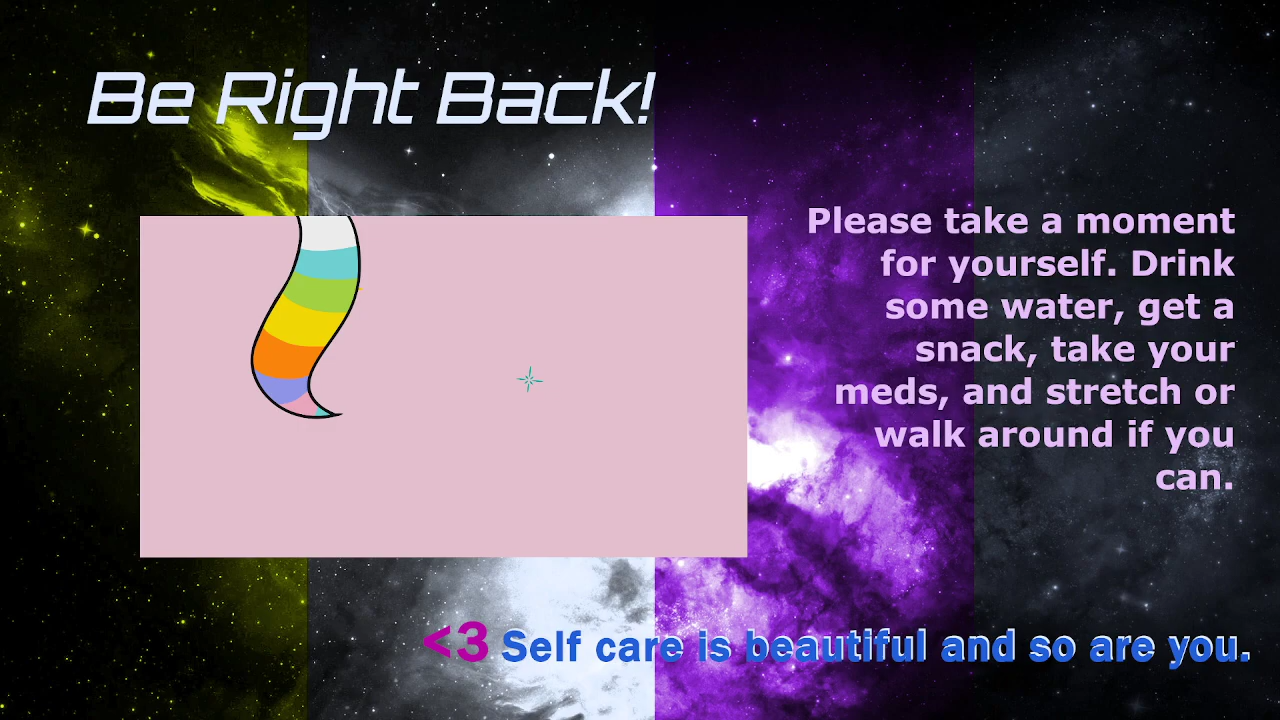 Be Right Back!
Please take a moment
for yourself. Drink
some water, get a
snack, take your
meds, and stretch or
walk around if you
can.
<3 Self care is beautiful and so are you.